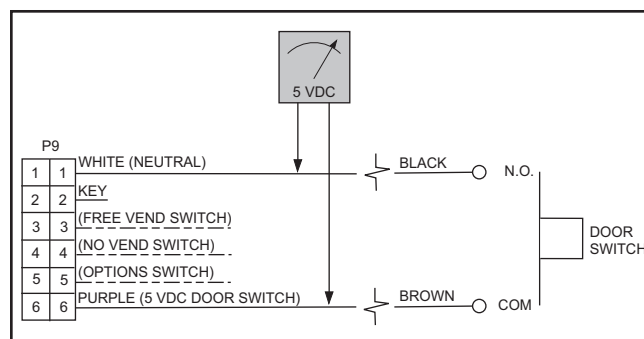 5 VDC
P9
1 1 WHITE (NEUTRAL) BLACK N.O.
2 2 KEY
3 3 (FREE VEND SWITCH)
4 4 (NO VEND SWITCH)
5 5 (OPTIONS SWITCH)
6 6 PURPLE (5 VDC DOOR SWITCH) BROWN COM
DOOR
SWITCH